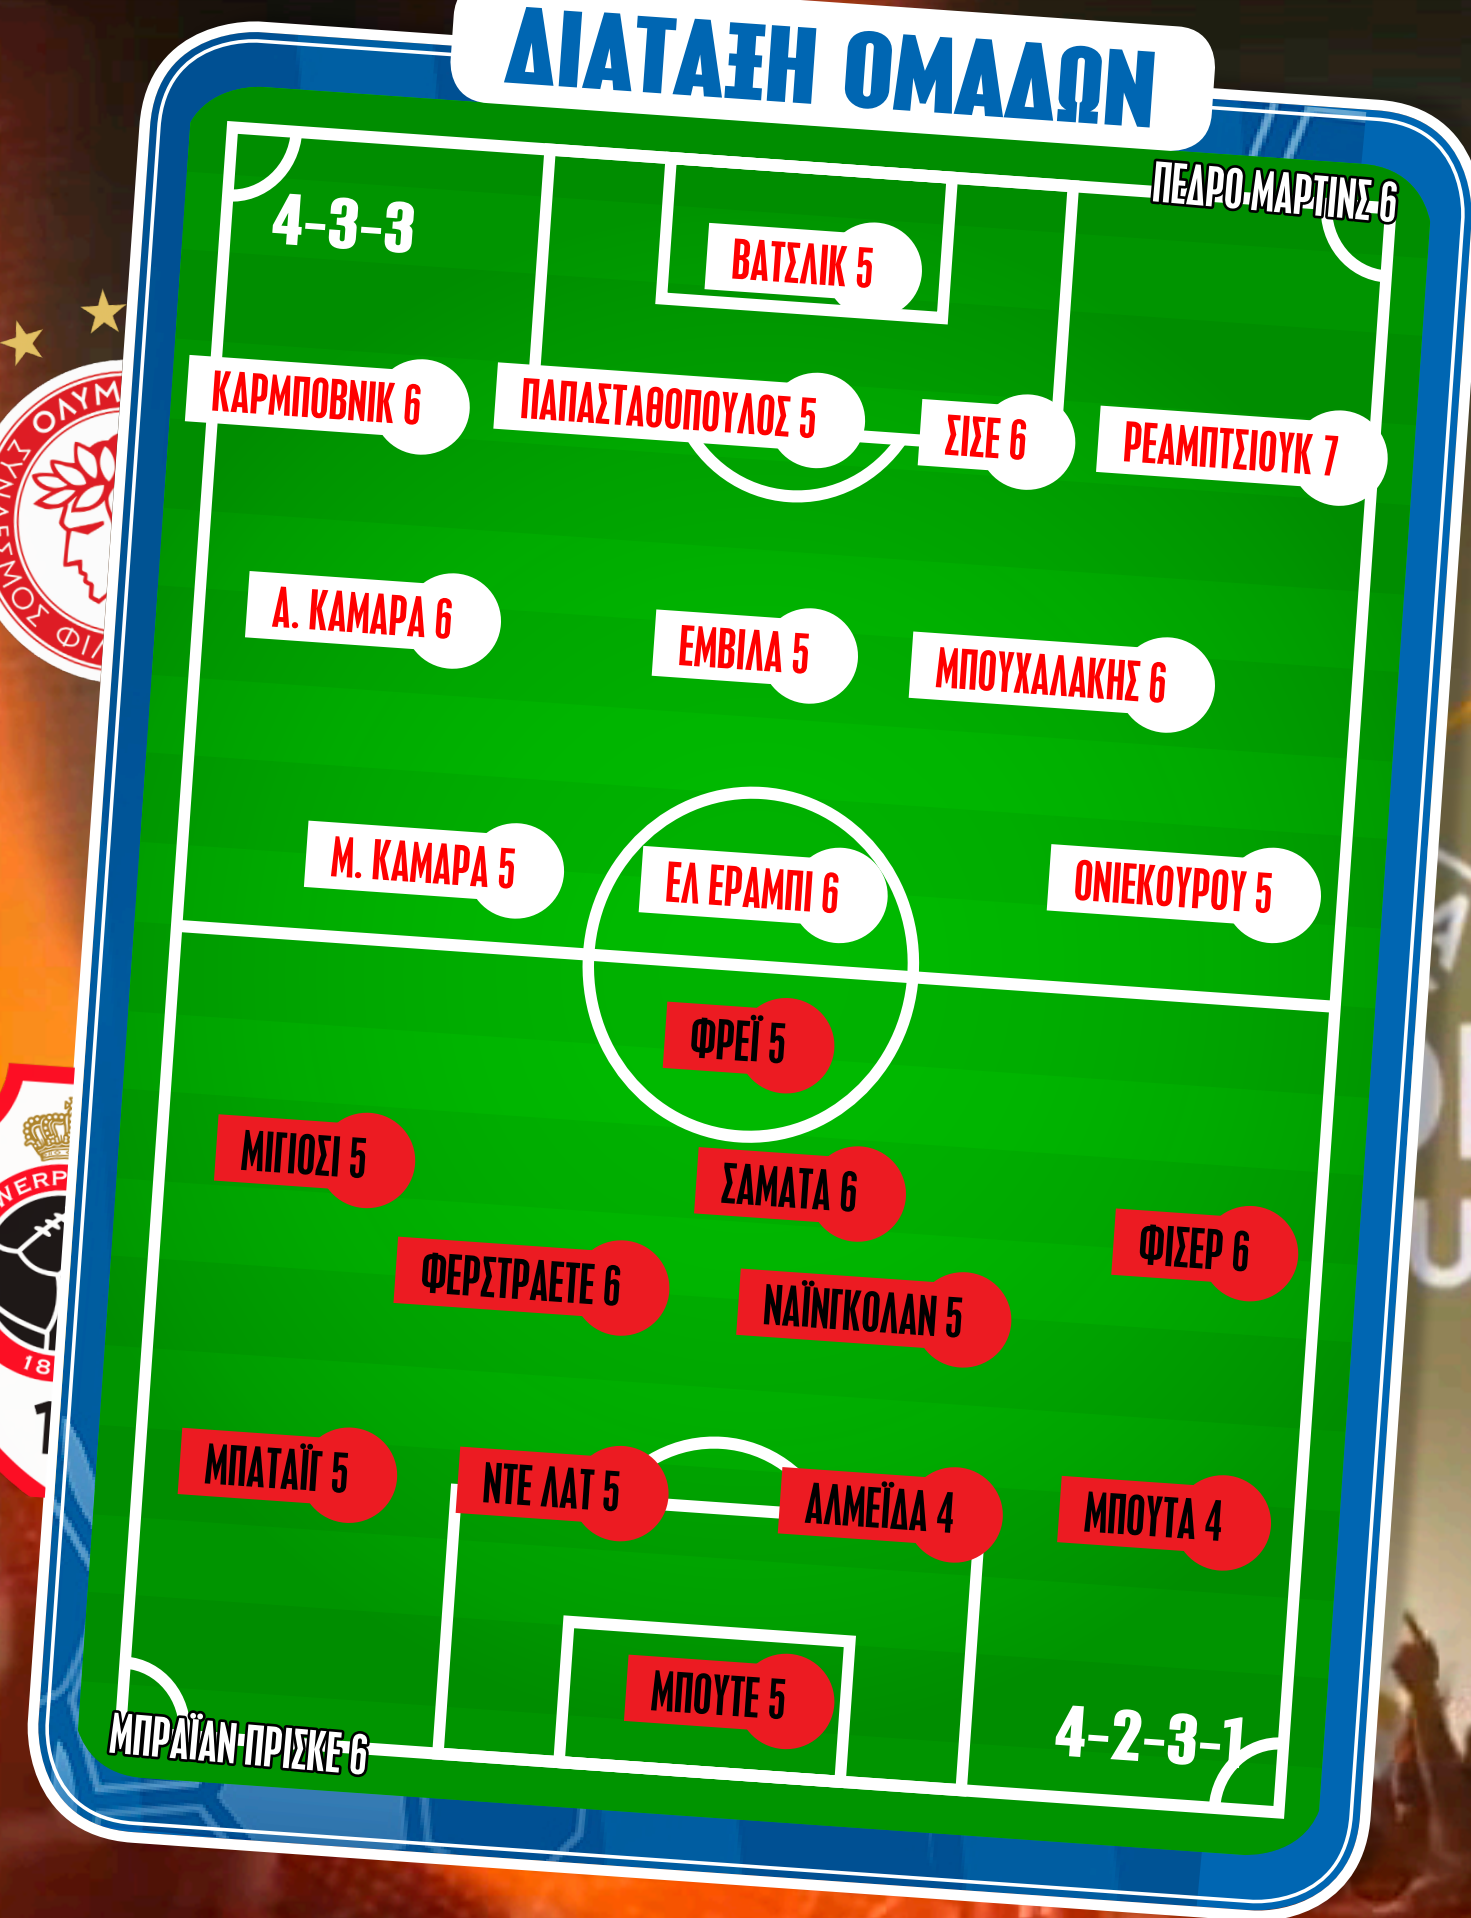 ΔΙΑΤΑΞΗ ΟΜΑΔΩΝ
ΠΕΔΡΟ ΜΑΡΤΙΝΣ 6
4-3-3
ΒΑΤΣΛΙΚ 5
ΚΑΡΜΠΟΒΝΙΚ 6
ΠΑΠΑΣΤΑΘΟΠΟΥΛΟΣ 5
ΣΙΣΕ 6
ΡΕΑΜΠΤΣΙΟΥΚ 7
Α. ΚΑΜΑΡΑ 6
ΕΜΒΙΛΑ 5
ΜΠΟΥΧΑΛΑΚΗΣ 6
Μ. ΚΑΜΑΡΑ 5
ΕΛ ΕΡΑΜΠΙ 6
ΟΝΙΕΚΟΥΡΟΥ 5
ΦΡΕΪ 5
ΜΙΓΙΟΣΙ 5
ΣΑΜΑΤΑ 6
ΦΙΣΕΡ 6
ΦΕΡΣΤΡΑΕΤΕ 6
ΝΑΪΝΓΚΟΛΑΝ 5
ΜΠΑΤΑΪΓ 5
ΝΤΕ ΛΑΤ 5
ΑΛΜΕΪΔΑ 4
ΜΠΟΥΤΑ 4
ΜΠΟΥΤΕ 5
4-2-3-1
ΜΠΡΑΪΑΝ ΠΡΙΣΚΕ 6